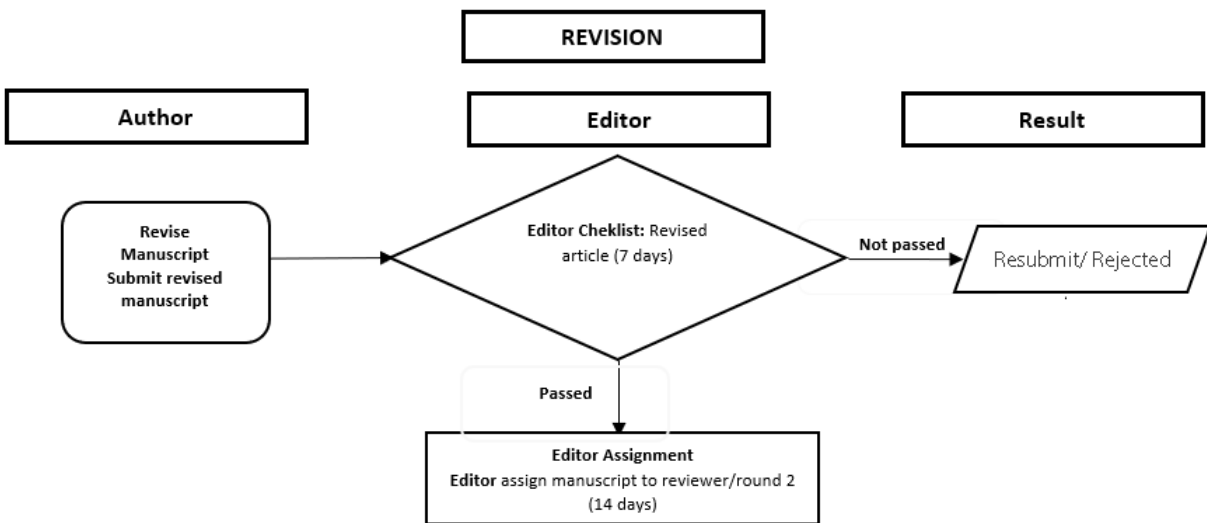 REVISION
Author
Editor
Result
Revise
Manuscript
Submit revised
manuscript
Editor Cheklist: Revised
article (7 days)
Not passed
Resubmit/ Rejected
Passed
Editor Assignment
Editor assign manuscript to reviewer/round 2
(14 days)